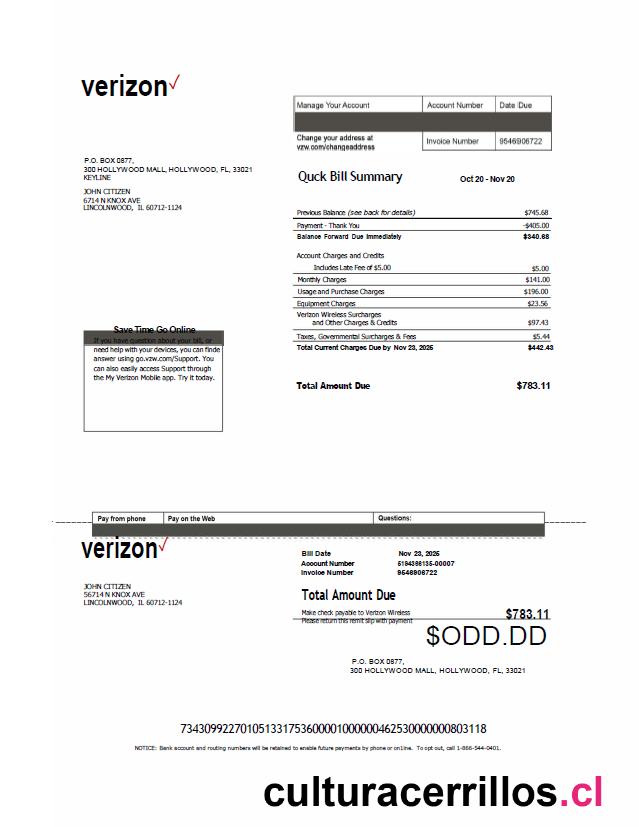 verizon✓
Manage Your Account Account Number Date Due
Change your address at
vzw.com/changeaddress
Invoice Number 9546906722
P.O. BOX 0877,
300 HOLLYWOOD MALL, HOLLYWOOD, FL, 33021
KEYLINE
JOHN CITIZEN
6714 N KNOX AVE
LINCOLNWOOD, IL 60712-1124
Quck Bill Summary Oct 20 - Nov 20
Previous Balance (see back for details) $745.68
Payment - Thank You -$405.00
Balance Forward Due Immediately $340.68
Account Charges and Credits
Includes Late Fee of $5.00 $5.00
Monthly Charges $141.00
Usage and Purchase Charges $196.00
Equipment Charges $23.56
Verizon Wireless Surcharges
and Other Charges & Credits $97.43
Taxes, Governmental Surcharges & Fees $5.44
Total Current Charges Due by Nov 23, 2025 $442.43
Total Amount Due $783.11
Save Time Go Online
If you have question about your bill, or
need help with your devices, you can finde
answer using go.vzw.com/Support. You
can also easily access Support through
the My Verizon Mobile app. Try it today.
Pay from phone Pay on the Web Questions:
verizon✓
Bill Date Nov 23, 2025
Account Number 5194366135-00007
Invoice Number 9546906722
JOHN CITIZEN
56714 N KNOX AVE
LINCOLNWOOD, IL 60712-1124
Total Amount Due
Make check payable to Verizon Wireless
Please return this remit slip with payment
$783.11
$ODD.DD
P.O. BOX 0877,
300 HOLLYWOOD MALL, HOLLYWOOD, FL, 33021
7343099227010513317536000010000004625300000000803118
NOTICE: Bank account and routing numbers will be retained to enable future payments by phone or online. To opt out, call 1-866-544-0401.
culturacerrillos.cl